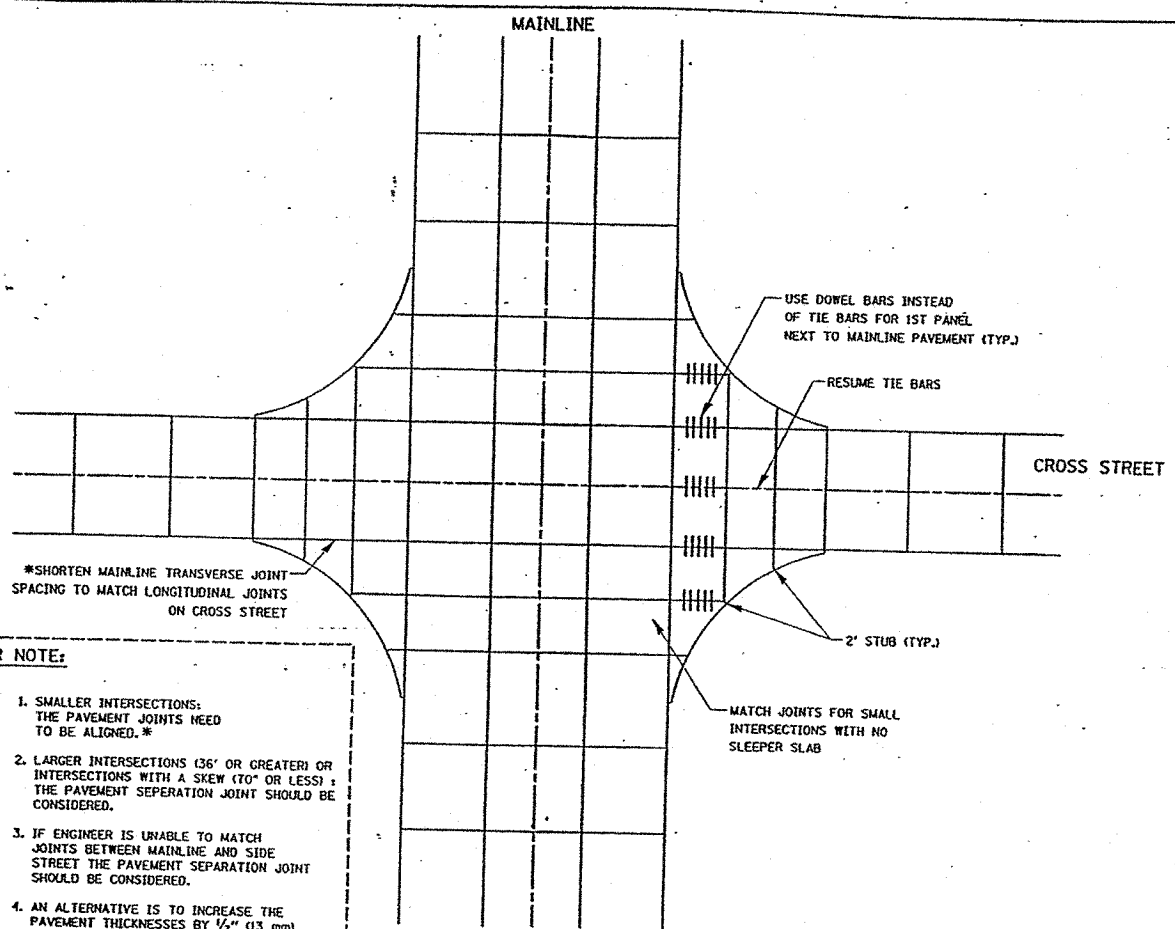 MAINLINE
USE DOWEL BARS INSTEAD
OF TIE BARS FOR 1ST PANEL
NEXT TO MAINLINE PAVEMENT (TYP.)
RESUME TIE BARS
CROSS STREET
*SHORTEN MAINLINE TRANSVERSE JOINT
SPACING TO MATCH LONGITUDINAL JOINTS
ON CROSS STREET
2' STUB (TYP.)
MATCH JOINTS FOR SMALL
INTERSECTIONS WITH NO
SLEEPER SLAB
R NOTE:
1. SMALLER INTERSECTIONS:
THE PAVEMENT JOINTS NEED
TO BE ALIGNED.*
2. LARGER INTERSECTIONS (36' OR GREATER) OR
INTERSECTIONS WITH A SKEW (70° OR LESS) :
THE PAVEMENT SEPERATION JOINT SHOULD BE
CONSIDERED.
3. IF ENGINEER IS UNABLE TO MATCH
JOINTS BETWEEN MAINLINE AND SIDE
STREET THE PAVEMENT SEPARATION JOINT
SHOULD BE CONSIDERED.
4. AN ALTERNATIVE IS TO INCREASE THE
PAVEMENT THICKNESSES BY 1/2" (13 mm)